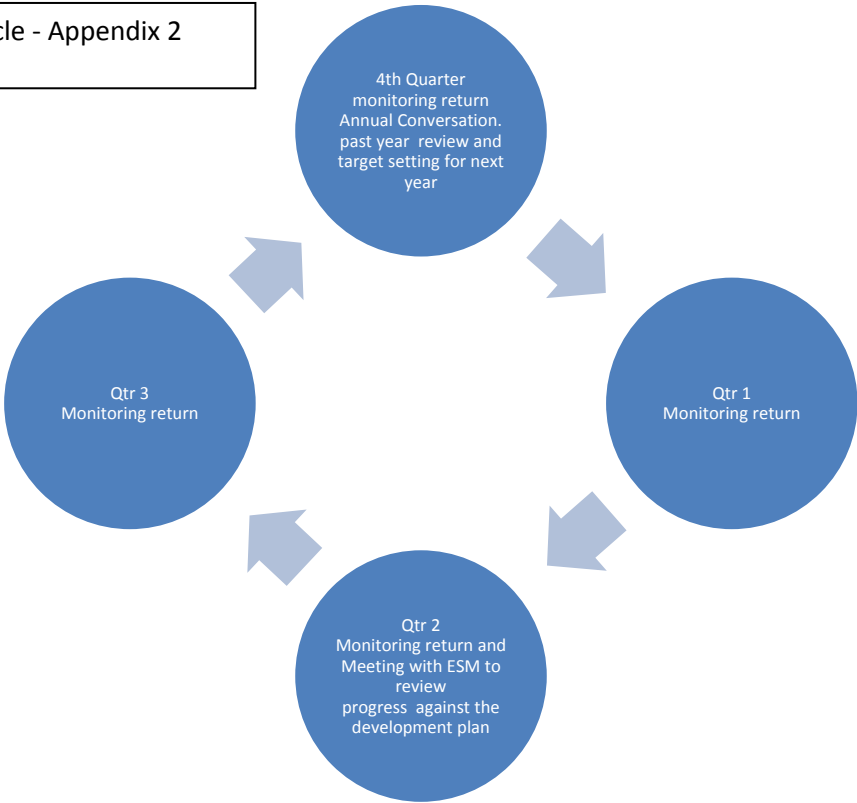 cle - Appendix 2
4th Quarter
monitoring return
Annual Conversation.
past year review and
target setting for next
year
Qtr 3
Monitoring return
Qtr 1
Monitoring return
Qtr 2
Monitoring return and
Meeting with ESM to
review
progress against the
development plan